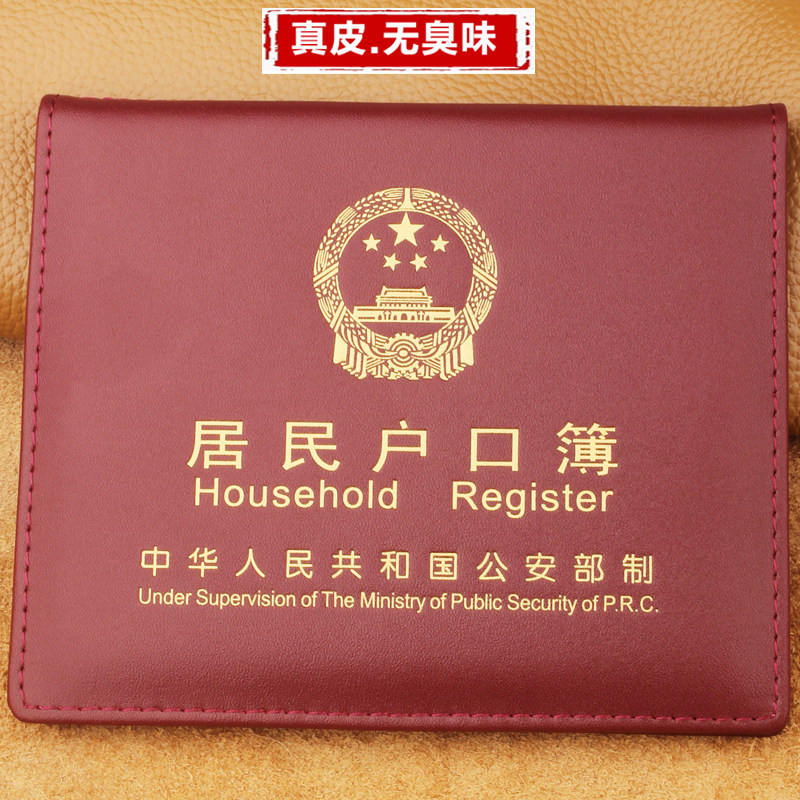 真皮.无臭味
居民户口簿
Household Register
中华人民共和国公安部制
Under Supervision of The Ministry of Public Security of P.R.C.